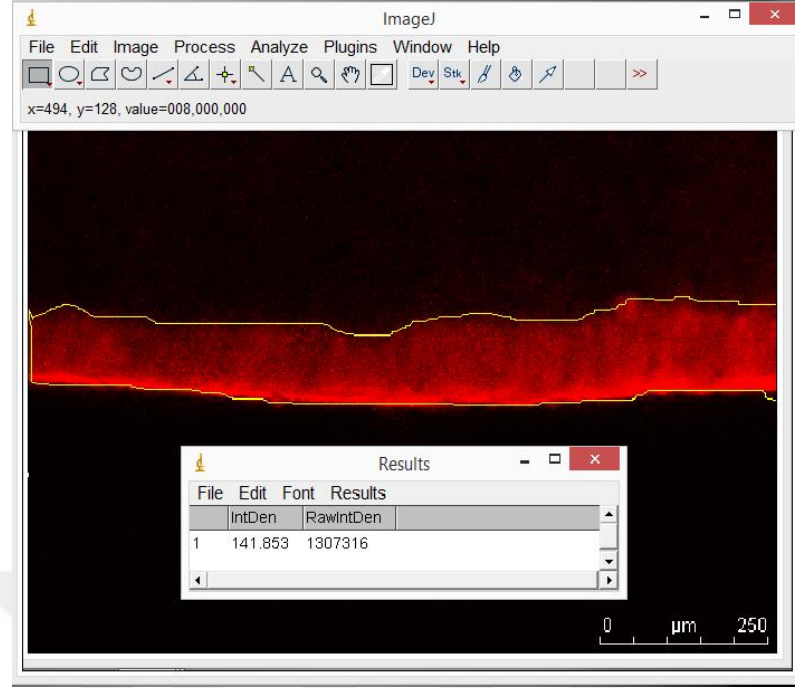 ImageJ
File Edit Image Process Analyze Plugins Window Help
A Dev Stk >>
x=494, y=128, value=008,000,000
Results
File Edit Font Results
IntDen RawIntDen
1 141.853 1307316
0 µm 250